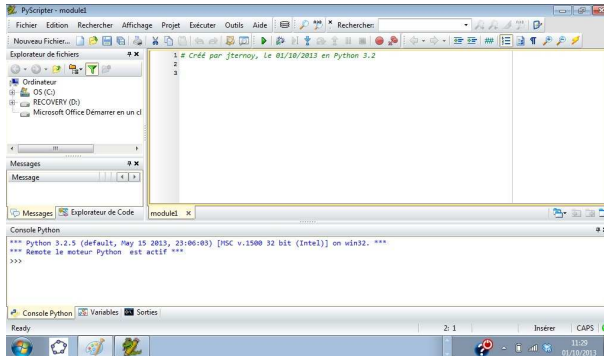 PyScripter - module1
Fichier Edition Rechercher Affichage Projet Exécuter Outils Aide Rechercher:
Nouveau Fichier...
Explorateur de fichiers
Ordinateur
OS (C:)
RECOVERY (D:)
Microsoft Office Démarrer en un cl
1 # Créé par jternoy, le 01/10/2013 en Python 3.2
2
3
Messages
Message
Messages Explorateur de Code
module1
Console Python
*** Python 3.2.5 (default, May 15 2013, 23:06:03) [MSC v.1500 32 bit (Intel)] on win32. ***
*** Remote le moteur Python est actif ***
>>>
Console Python Variables Sorties
Ready 2: 1 Insérer CAPS
11:29
01/10/2013